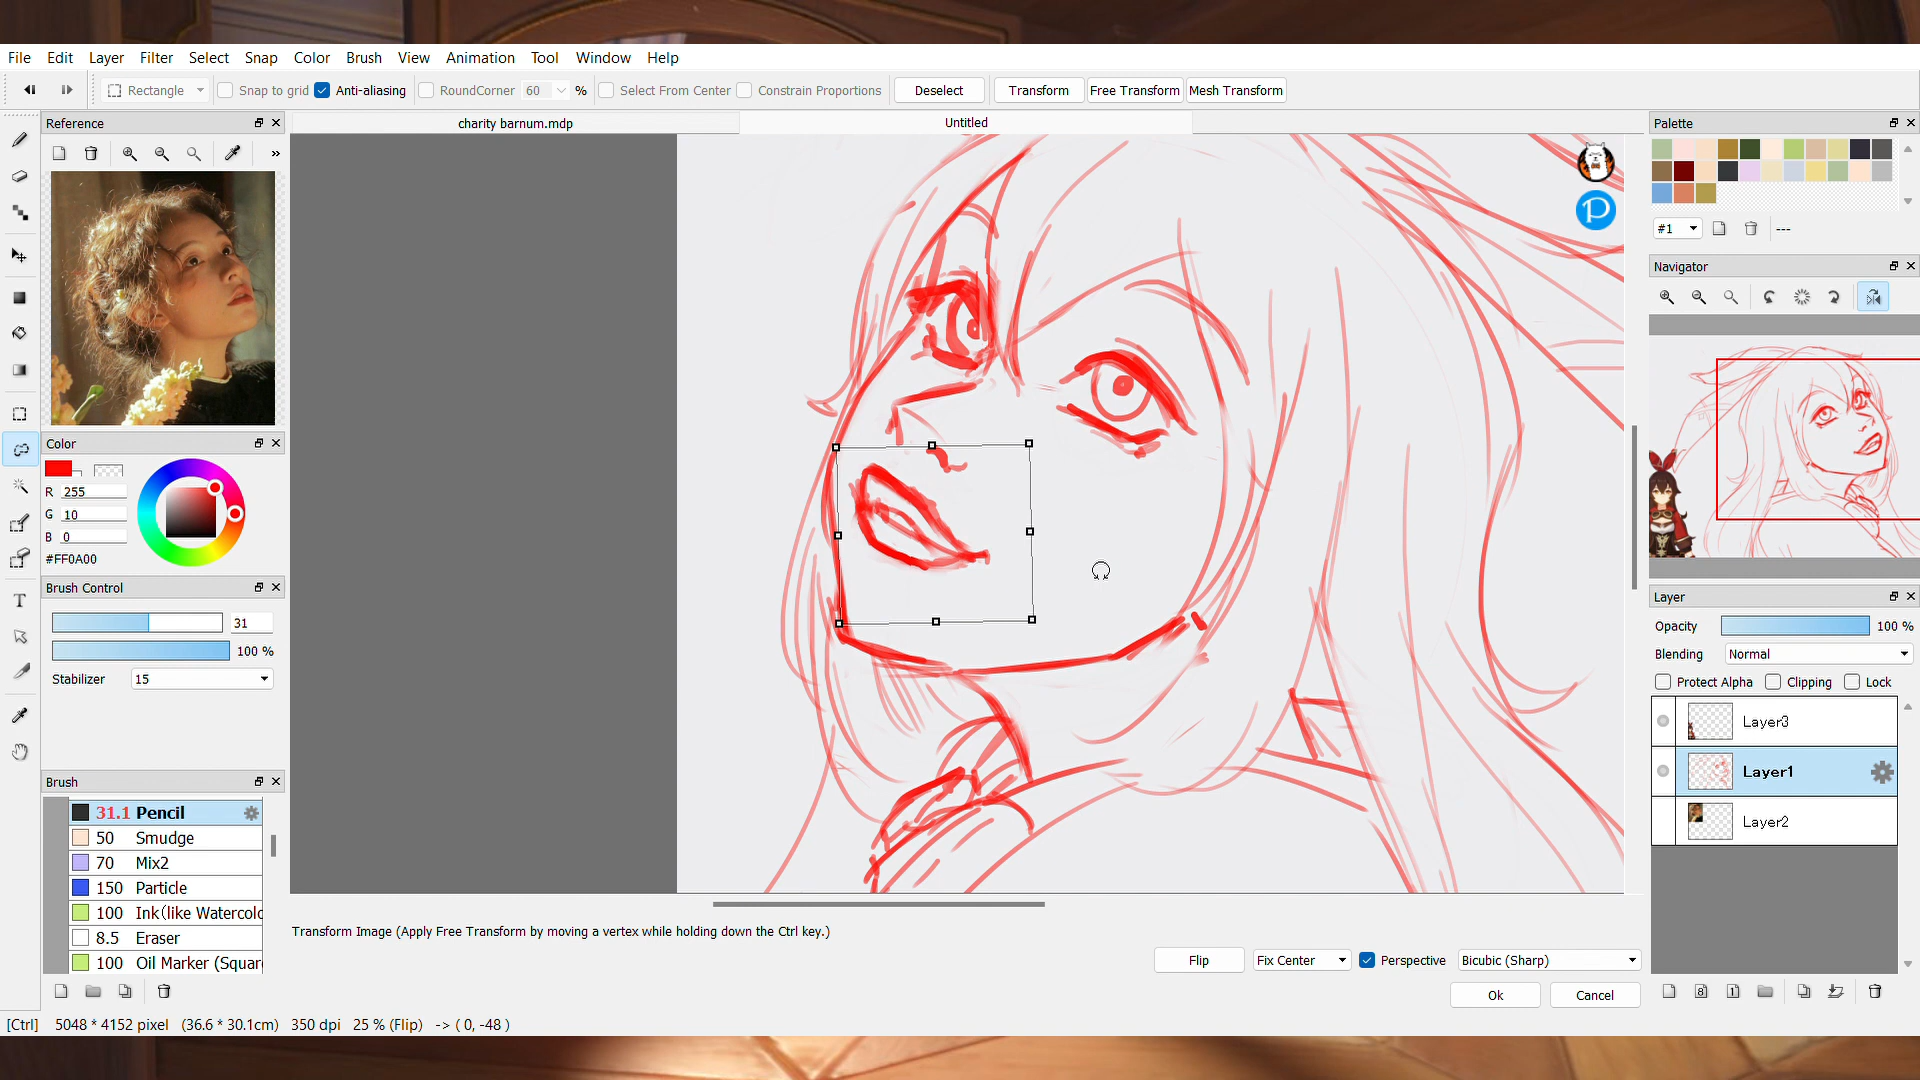 File Edit Layer Filter Select Snap Color Brush View Animation Tool Window Help
Rectangle Snap to grid Anti-aliasing RoundCorner 60 % Select From Center Constrain Proportions Deselect Transform Free Transform Mesh Transform
Reference
charity barnum.mdp Untitled
Palette
#1 ---
Navigator
Color
R 255
G 10
B 0
#FF0A00
Brush Control
31
100 %
Stabilizer 15
Brush
31.1 Pencil
50 Smudge
70 Mix2
150 Particle
100 Ink(like Watercolo
8.5 Eraser
100 Oil Marker (Squar
Layer
Opacity 100 %
Blending Normal
Protect Alpha Clipping Lock
Layer3
Layer1
Layer2
Transform Image (Apply Free Transform by moving a vertex while holding down the Ctrl key.)
Flip Fix Center Perspective Bicubic (Sharp)
Ok Cancel
[Ctrl] 5048 * 4152 pixel (36.6 * 30.1cm) 350 dpi 25 % (Flip) -> ( 0, -48 )